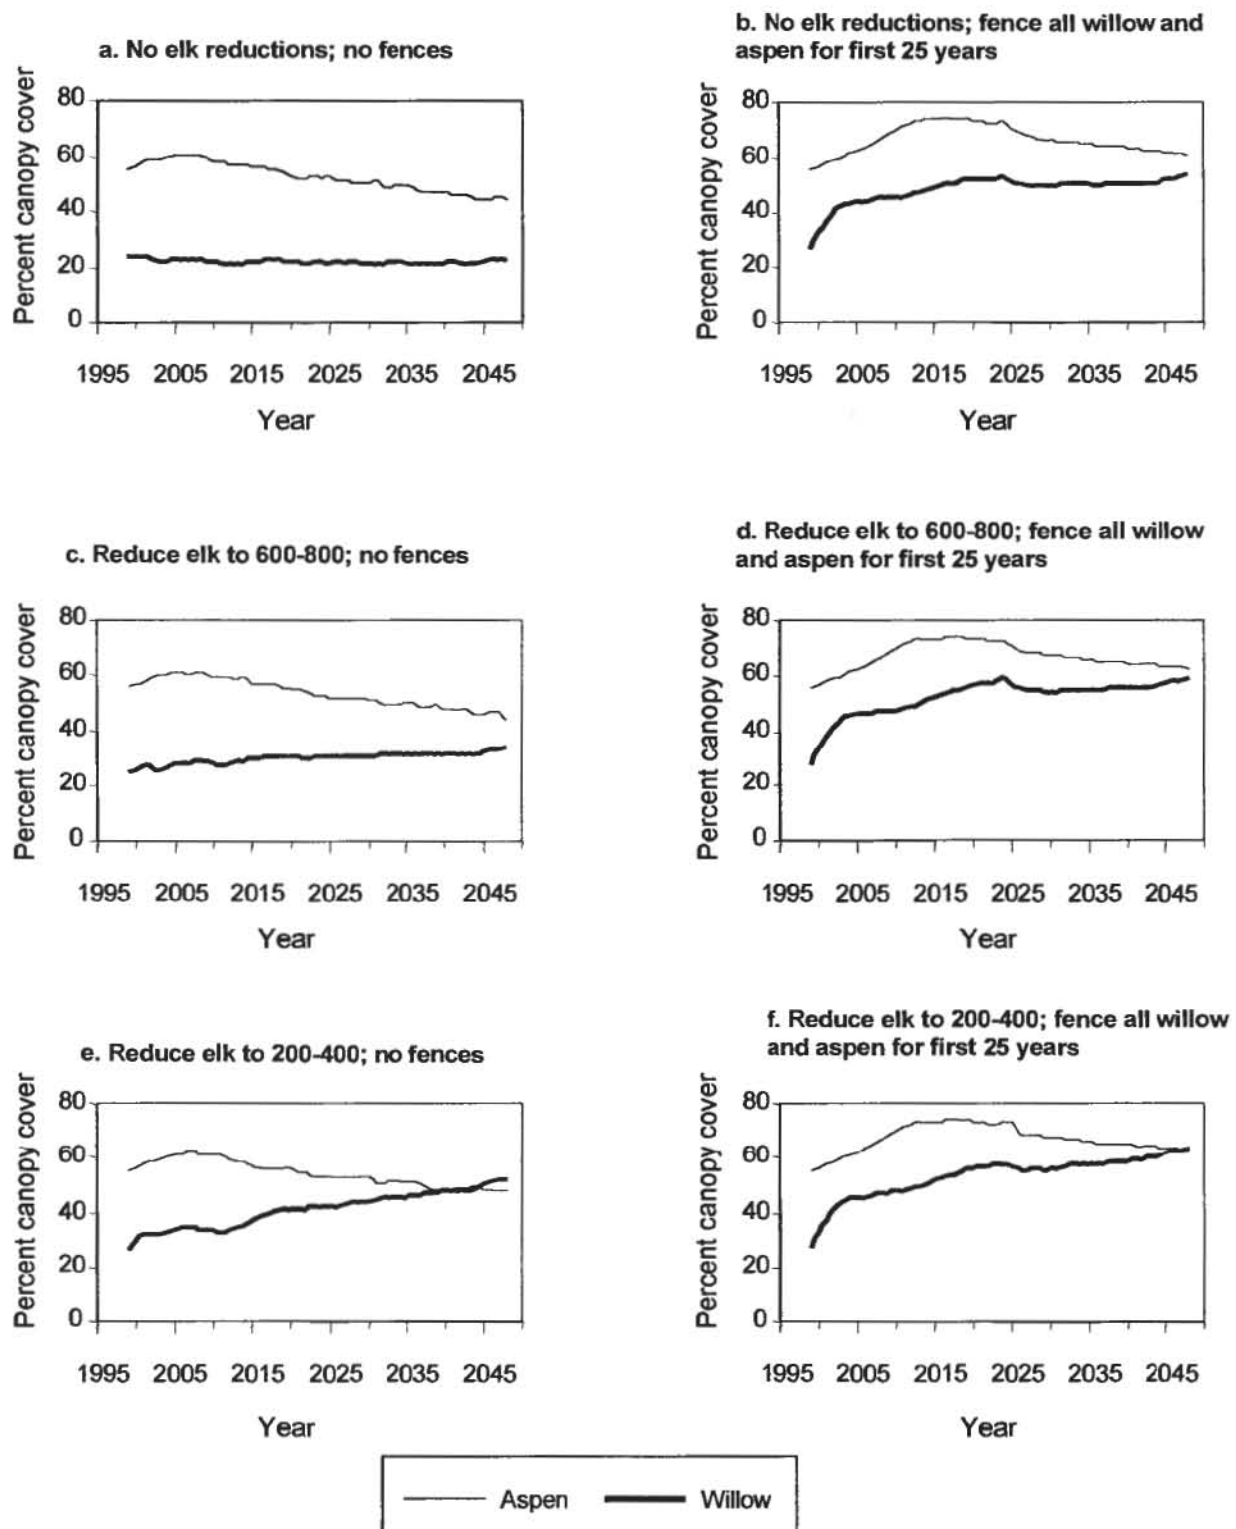 a. No elk reductions; no fences
Percent canopy cover
80
60
40
20
0
1995 2005 2015 2025 2035 2045
Year
b. No elk reductions; fence all willow and
aspen for first 25 years
Percent canopy cover
80
60
40
20
0
1995 2005 2015 2025 2035 2045
Year
c. Reduce elk to 600-800; no fences
Percent canopy cover
80
60
40
20
0
1995 2005 2015 2025 2035 2045
Year
d. Reduce elk to 600-800; fence all willow
and aspen for first 25 years
Percent canopy cover
80
60
40
20
0
1995 2005 2015 2025 2035 2045
Year
e. Reduce elk to 200-400; no fences
Percent canopy cover
80
60
40
20
0
1995 2005 2015 2025 2035 2045
Year
f. Reduce elk to 200-400; fence all willow
and aspen for first 25 years
Percent canopy cover
80
60
40
20
0
1995 2005 2015 2025 2035 2045
Year
Aspen Willow